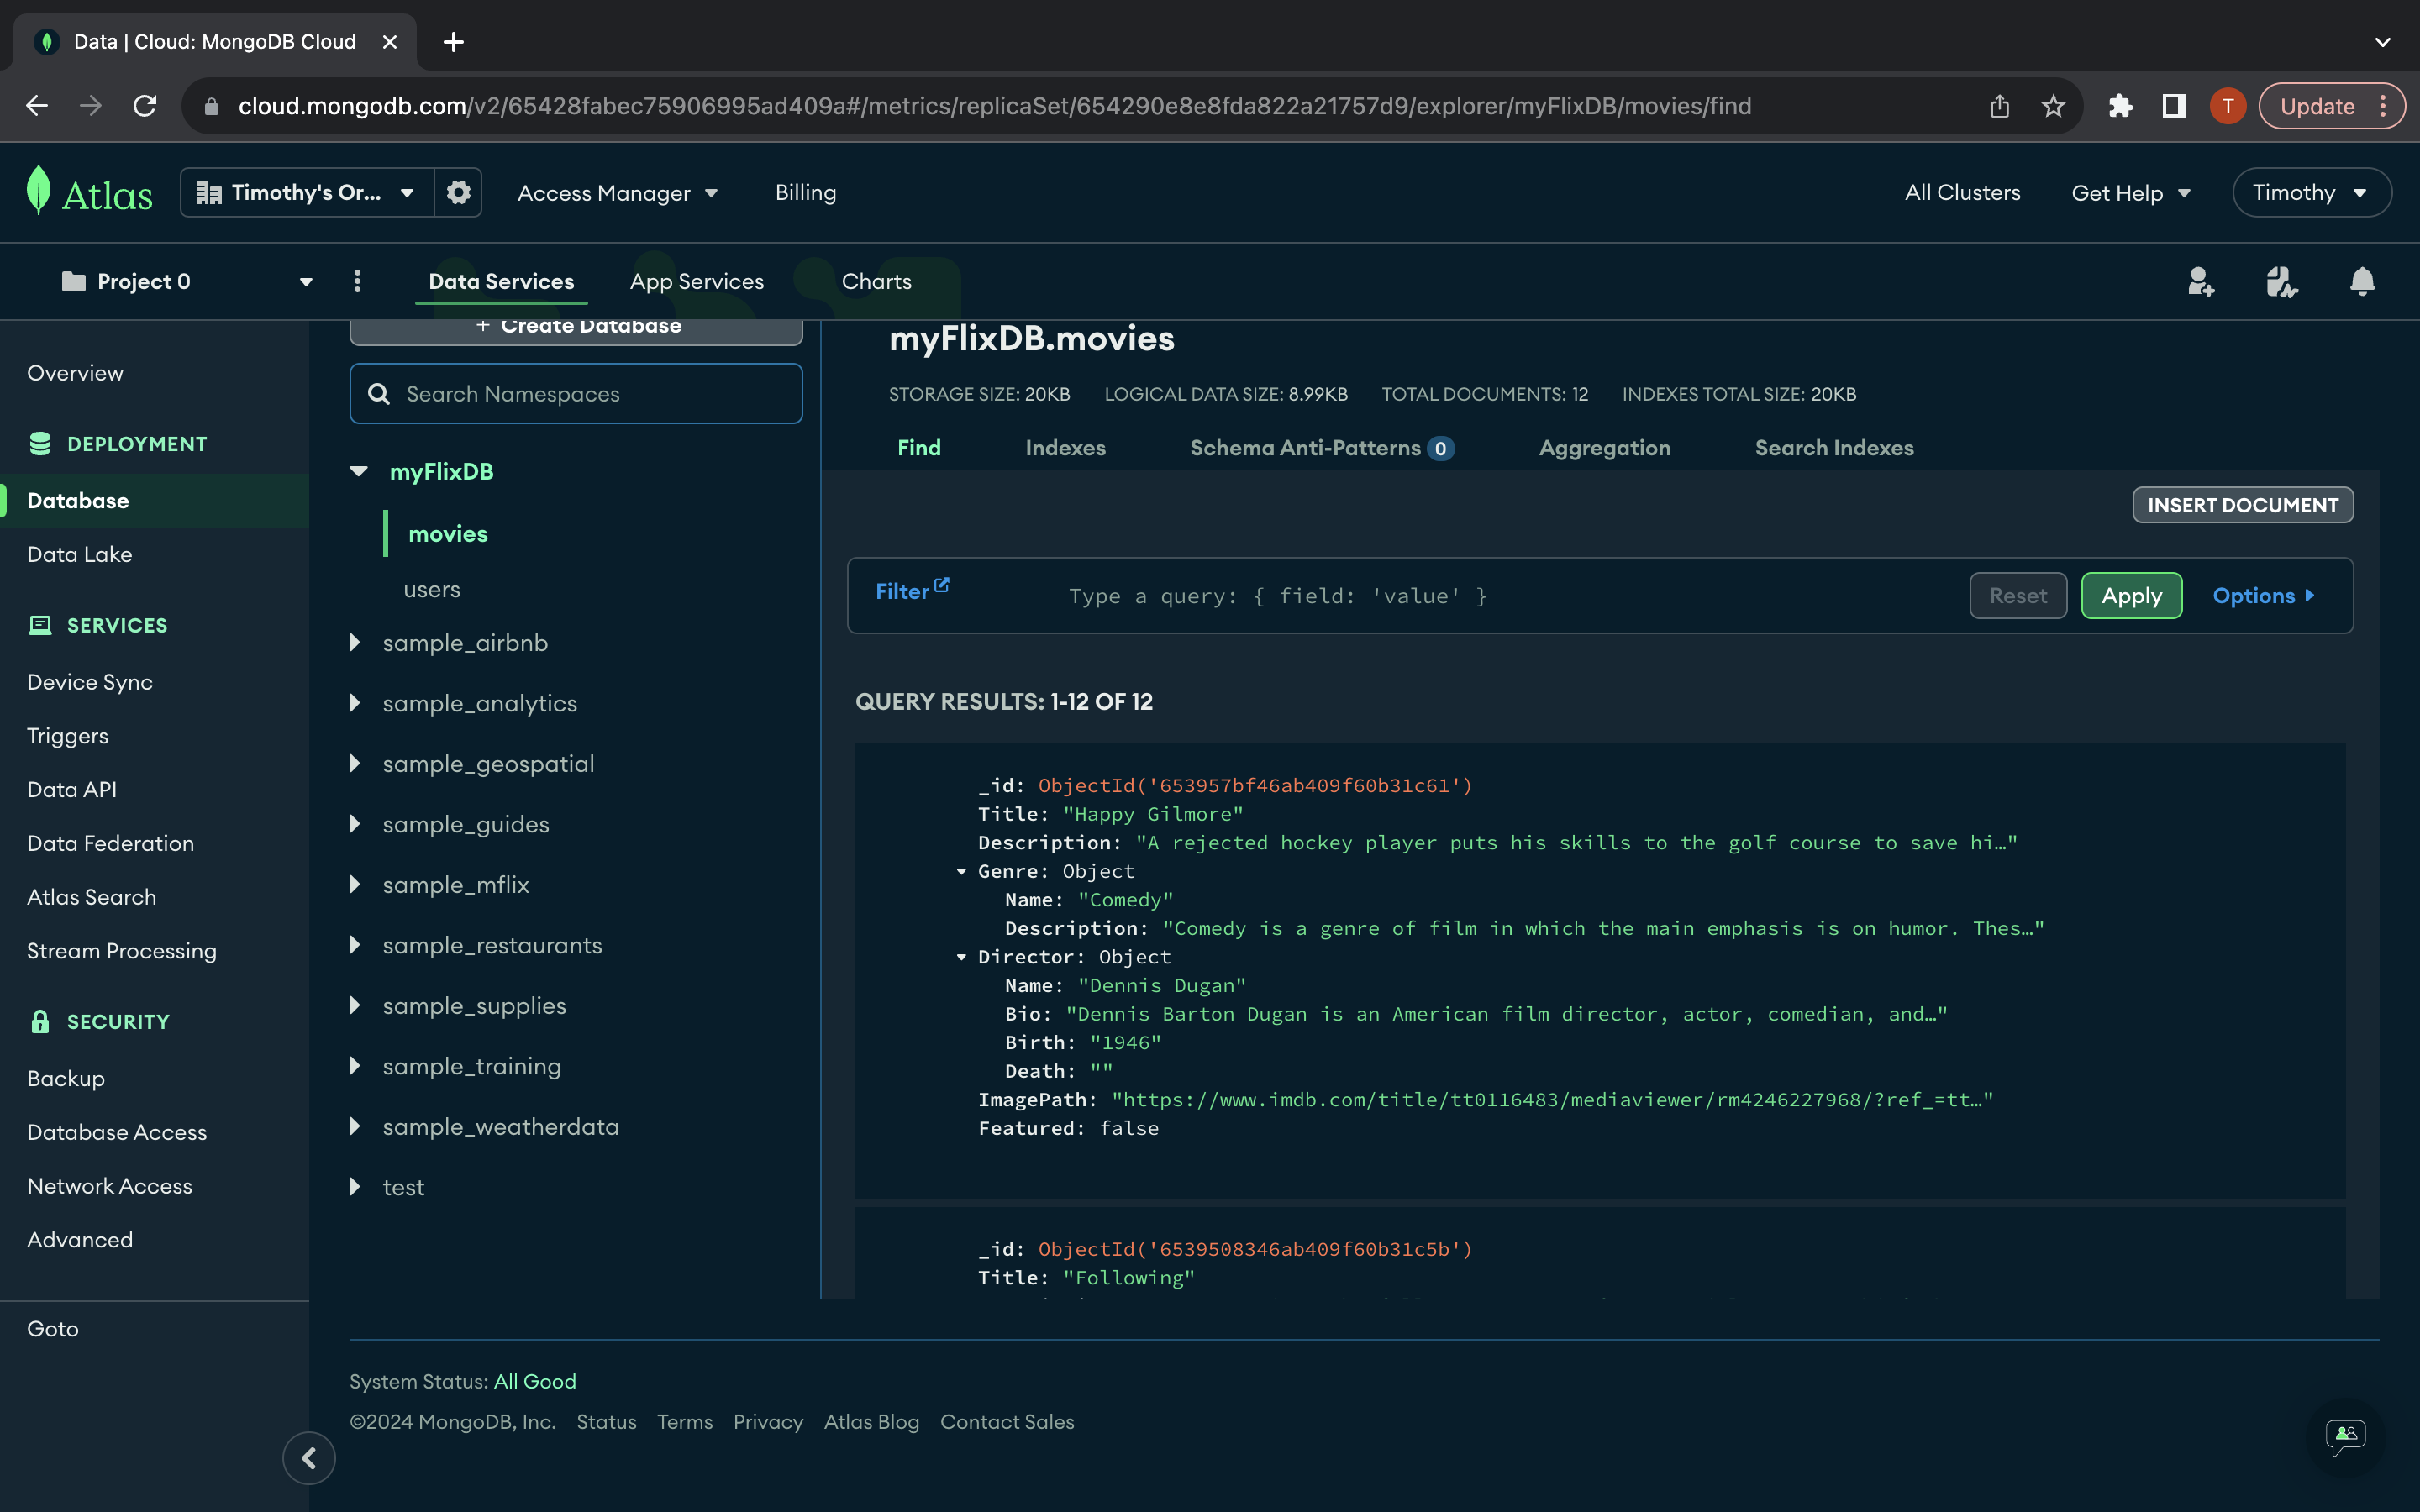 Data | Cloud: MongoDB Cloud
cloud.mongodb.com/v2/65428fabec75906995ad409a#/metrics/replicaSet/654290e8e8fda822a21757d9/explorer/myFlixDB/movies/find
T
Update
Atlas
Timothy's Or...
Access Manager
Billing
All Clusters
Get Help
Timothy
Project 0
Data Services
App Services
Charts
Overview
DEPLOYMENT
Database
Data Lake
SERVICES
Device Sync
Triggers
Data API
Data Federation
Atlas Search
Stream Processing
SECURITY
Backup
Database Access
Network Access
Advanced
Goto
+ Create Database
Search Namespaces
myFlixDB
movies
users
sample_airbnb
sample_analytics
sample_geospatial
sample_guides
sample_mflix
sample_restaurants
sample_supplies
sample_training
sample_weatherdata
test
myFlixDB.movies
STORAGE SIZE: 20KB LOGICAL DATA SIZE: 8.99KB TOTAL DOCUMENTS: 12 INDEXES TOTAL SIZE: 20KB
Find Indexes Schema Anti-Patterns 0 Aggregation Search Indexes
INSERT DOCUMENT
Filter Type a query: { field: 'value' } Reset Apply Options
QUERY RESULTS: 1-12 OF 12
_id: ObjectId('653957bf46ab409f60b31c61')
Title: "Happy Gilmore"
Description: "A rejected hockey player puts his skills to the golf course to save hi…"
Genre: Object
Name: "Comedy"
Description: "Comedy is a genre of film in which the main emphasis is on humor. Thes…"
Director: Object
Name: "Dennis Dugan"
Bio: "Dennis Barton Dugan is an American film director, actor, comedian, and…"
Birth: "1946"
Death: ""
ImagePath: "https://www.imdb.com/title/tt0116483/mediaviewer/rm4246227968/?ref_=tt…"
Featured: false
_id: ObjectId('6539508346ab409f60b31c5b')
Title: "Following"
System Status: All Good
©2024 MongoDB, Inc. Status Terms Privacy Atlas Blog Contact Sales